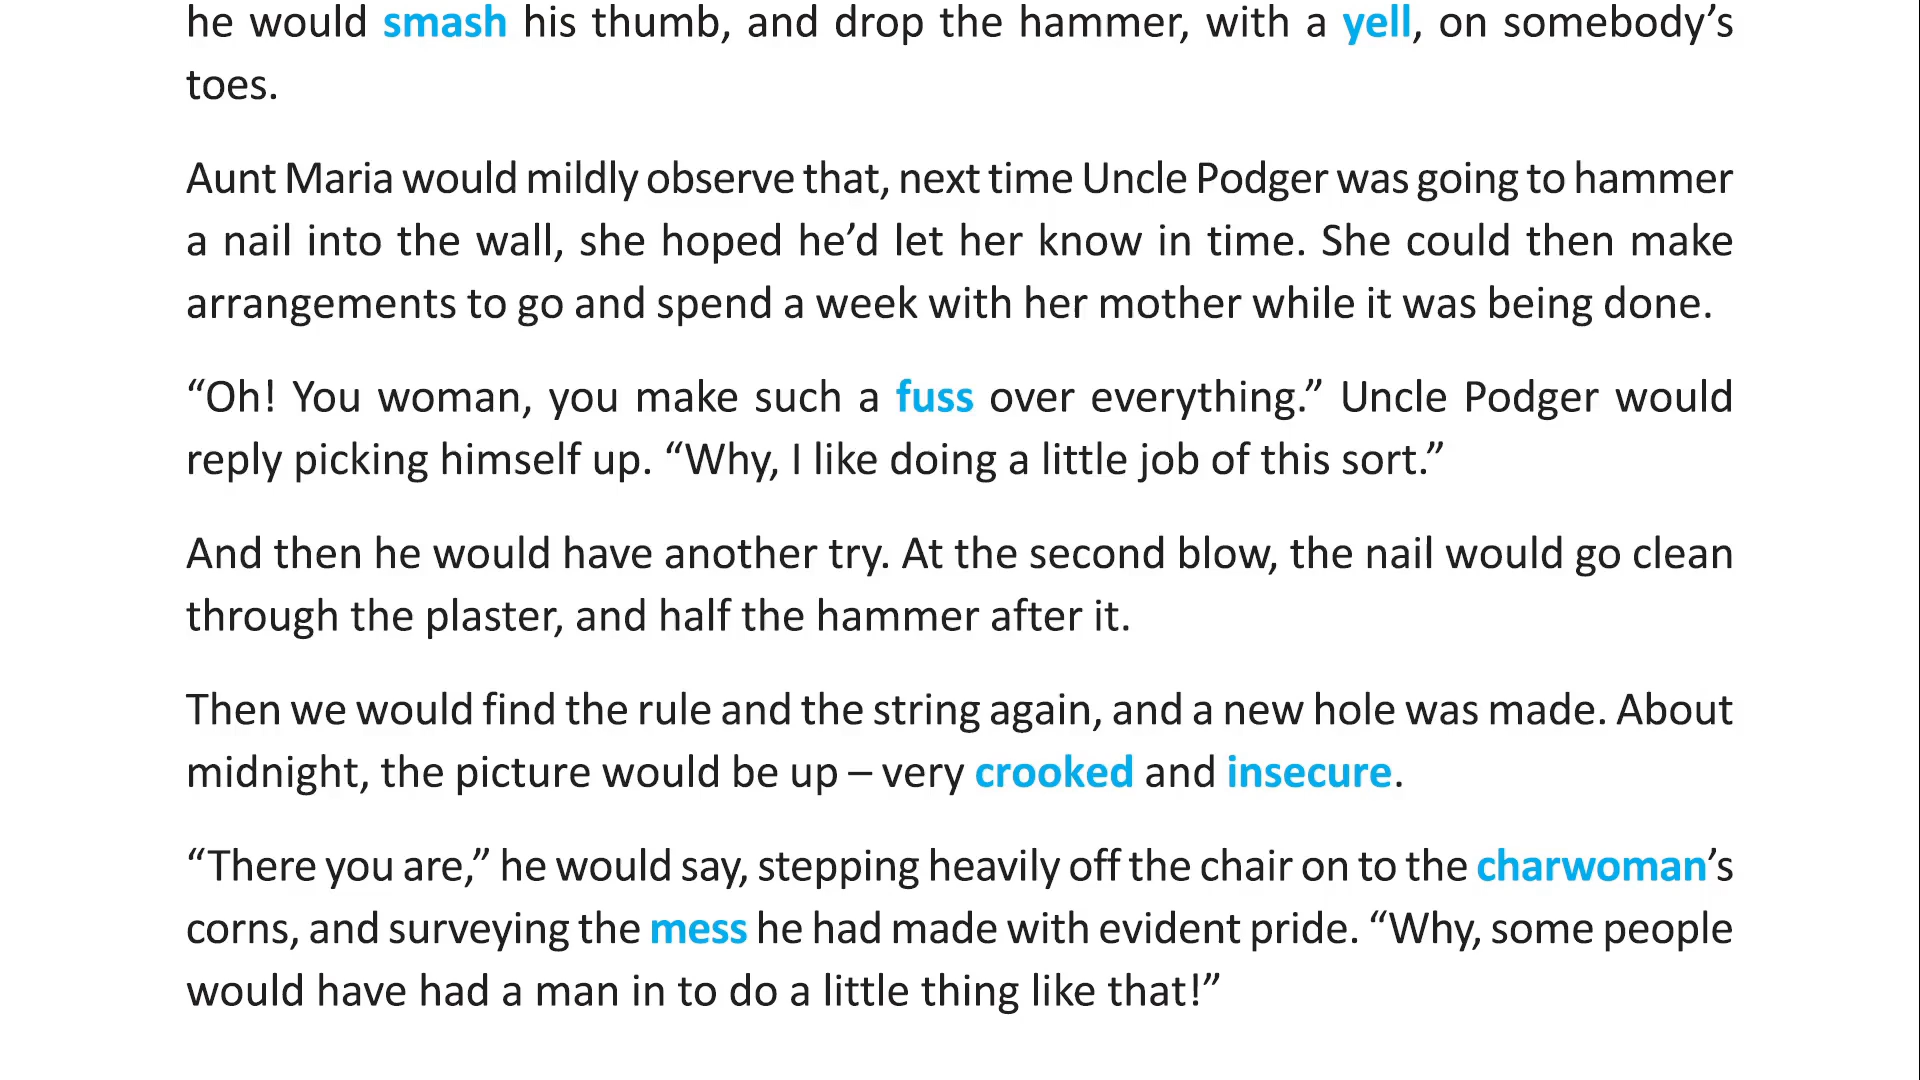 he would smash his thumb, and drop the hammer, with a yell, on somebody’s
toes.
Aunt Maria would mildly observe that, next time Uncle Podger was going to hammer
a nail into the wall, she hoped he’d let her know in time. She could then make
arrangements to go and spend a week with her mother while it was being done.
“Oh! You woman, you make such a fuss over everything.” Uncle Podger would
reply picking himself up. “Why, I like doing a little job of this sort.”
And then he would have another try. At the second blow, the nail would go clean
through the plaster, and half the hammer after it.
Then we would find the rule and the string again, and a new hole was made. About
midnight, the picture would be up – very crooked and insecure.
“There you are,” he would say, stepping heavily off the chair on to the charwoman’s
corns, and surveying the mess he had made with evident pride. “Why, some people
would have had a man in to do a little thing like that!”